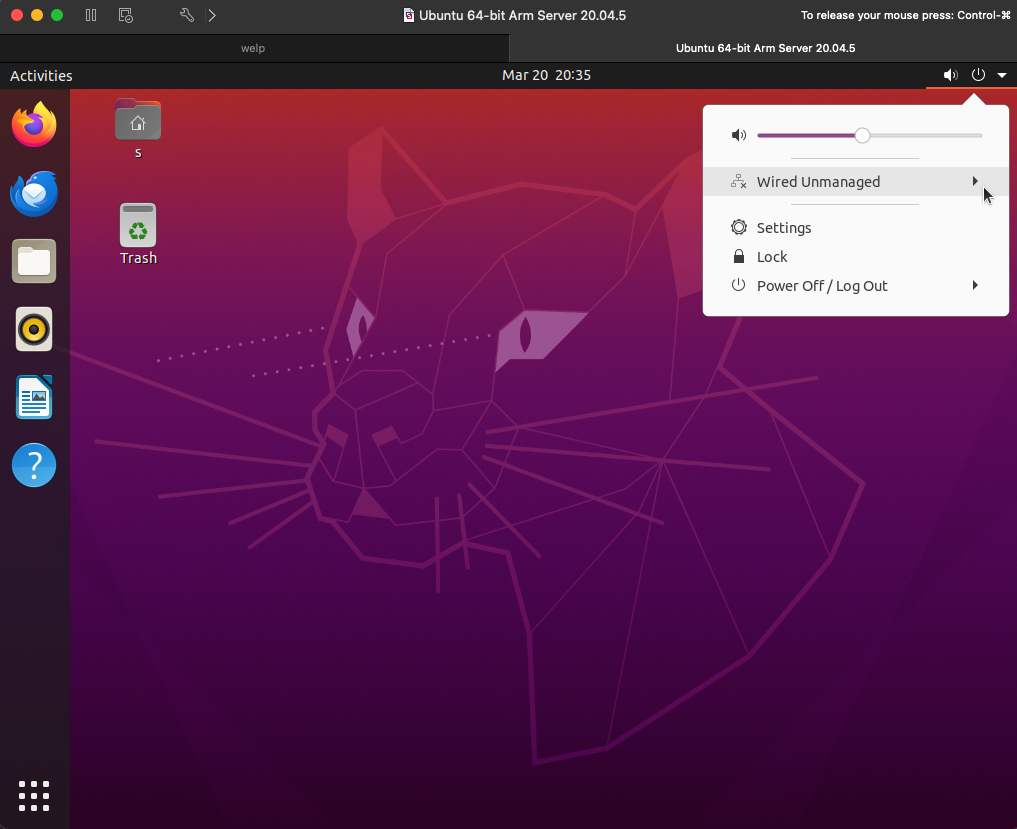 Ubuntu 64-bit Arm Server 20.04.5
To release your mouse press: Control-⌘
welp
Ubuntu 64-bit Arm Server 20.04.5
Activities
Mar 20 20:35
s
Trash
Wired Unmanaged
Settings
Lock
Power Off / Log Out